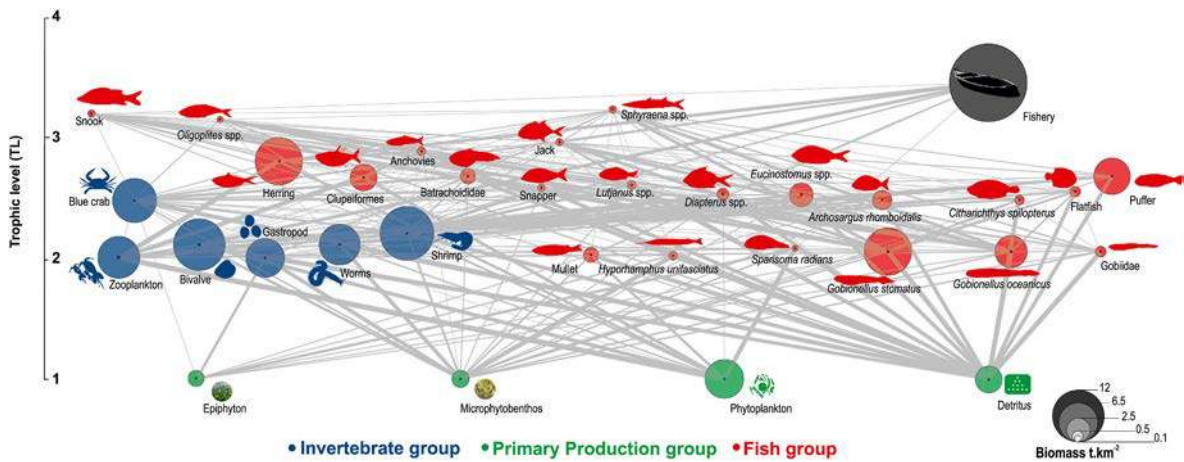 4
Snook
Oligoplites spp.
Sphyraena spp.
Fishery
3
Trophic level (TL)
Anchovies
Jack
Eucinostomus spp.
Herring
Clupeiformes
Batrachoididae
Snapper
Lutjanus spp.
Diapterus spp.
Archosargus rhomboidalis
Citharichthys spilopterus
Flatfish
Puffer
Blue crab
Gastropod
2
Zooplankton
Bivalve
Worms
Shrimp
Mullet
Hyporhamphus unifasciatus
Sparisoma radians
Gobionellus stomatus
Gobionellus oceanicus
Gobiidae
1
Epiphyton
Microphytobenthos
Phytoplankton
Detritus
12
6.5
2.5
0.5
0.1
Biomass t.km-2
Invertebrate group Primary Production group Fish group